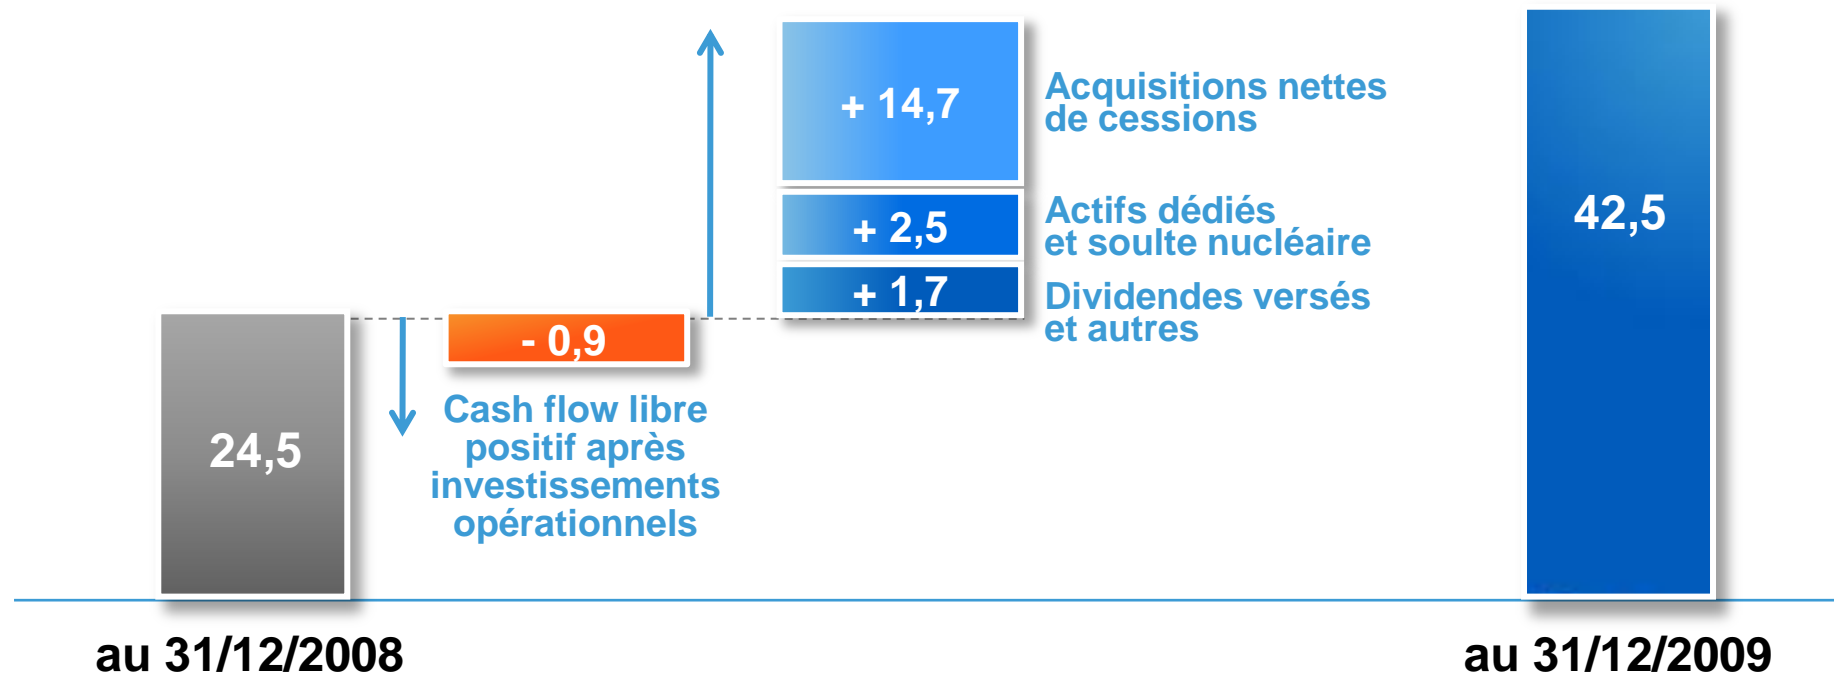 + 14,7
Acquisitions nettes
de cessions
+ 2,5
Actifs dédiés
et soulte nucléaire
+ 1,7
Dividendes versés
et autres
- 0,9
Cash flow libre
positif après
investissements
opérationnels
24,5
42,5
au 31/12/2008
au 31/12/2009